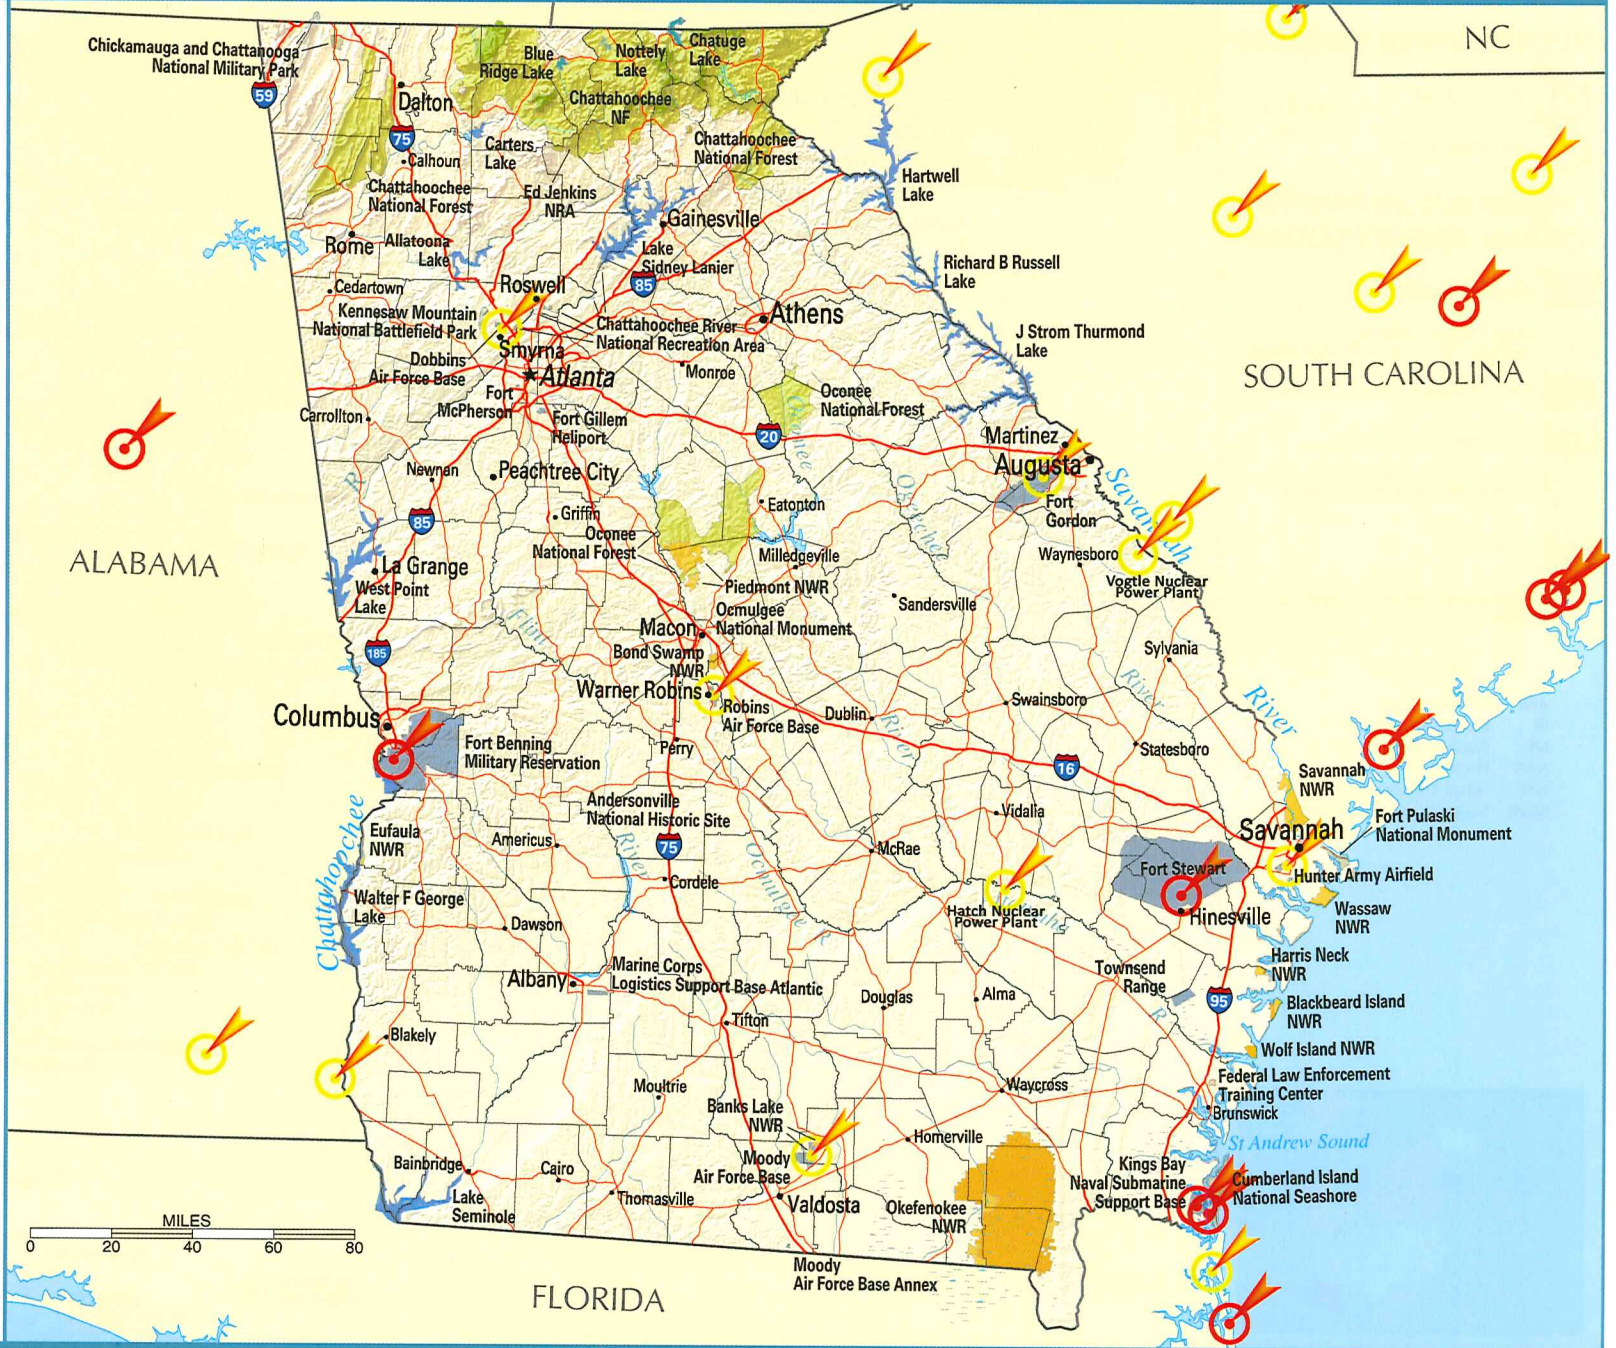 NC
Chickamauga and Chattanooga
National Military Park
59
Blue
Ridge Lake
Nottely
Lake
Chatuge
Lake
Dalton
Chattahoochee
NF
75
Calhoun
Carters
Lake
Chattahoochee
National Forest
Chattahoochee
National Forest
Ed Jenkins
NRA
Hartwell
Lake
Gainesville
Rome
Allatoona
Lake
Lake
Sidney Lanier
Richard B Russell
Lake
Cedartown
Roswell
85
Kennesaw Mountain
National Battlefield Park
Chattahoochee River
National Recreation Area
Athens
J Strom Thurmond
Lake
Smyrna
Dobbins
Air Force Base
Atlanta
Monroe
SOUTH CAROLINA
Fort
McPherson
Oconee
National Forest
Carrollton
Fort Gillem
Heliport
20
Oconee
Martinez
Augusta
Newnan
Peachtree City
R
Eatonton
Ogeechee
Fort
Gordon
Savannah
85
Griffin
Oconee
National Forest
ALABAMA
La Grange
West Point
Lake
Milledgeville
Waynesboro
Piedmont NWR
Vogtle Nuclear
Power Plant
Sandersville
Flint
Ocmulgee
National Monument
Macon
185
Bond Swamp
NWR
Sylvania
Warner Robins
Robins
Air Force Base
Swainsboro
River
River
Columbus
Dublin
River
Perry
Statesboro
Fort Benning
Military Reservation
16
Savannah
NWR
Andersonville
National Historic Site
Vidalia
Fort Pulaski
National Monument
Savannah
Chattahoochee
Eufaula
NWR
Americus
River
75
Ocmulgee
R
McRae
Fort Stewart
Hunter Army Airfield
Cordele
Walter F George
Lake
Hatch Nuclear
Power Plant
Hinesville
Wassaw
NWR
Dawson
Harris Neck
NWR
Albany
Marine Corps
Logistics Support Base Atlantic
Townsend
Range
Douglas
Alma
95
Blackbeard Island
NWR
R
Tifton
Blakely
Wolf Island NWR
Federal Law Enforcement
Training Center
Moultrie
Waycross
Brunswick
Banks Lake
NWR
St Andrew Sound
Homerville
Bainbridge
Cairo
Moody
Air Force Base
Kings Bay
Naval Submarine
Support Base
Cumberland Island
National Seashore
Lake
Seminole
Thomasville
Valdosta
Okefenokee
NWR
MILES
0 20 40 60 80
Moody
Air Force Base Annex
FLORIDA